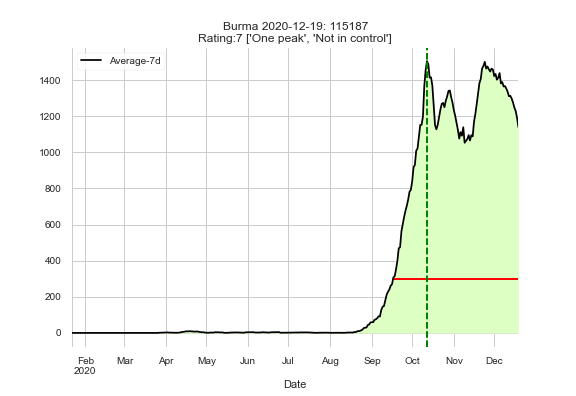 Burma 2020-12-19: 115187
Rating:7 ['One peak', 'Not in control']
Average-7d
1400
1200
1000
800
600
400
200
0
Feb Mar Apr May Jun Jul Aug Sep Oct Nov Dec
2020
Date